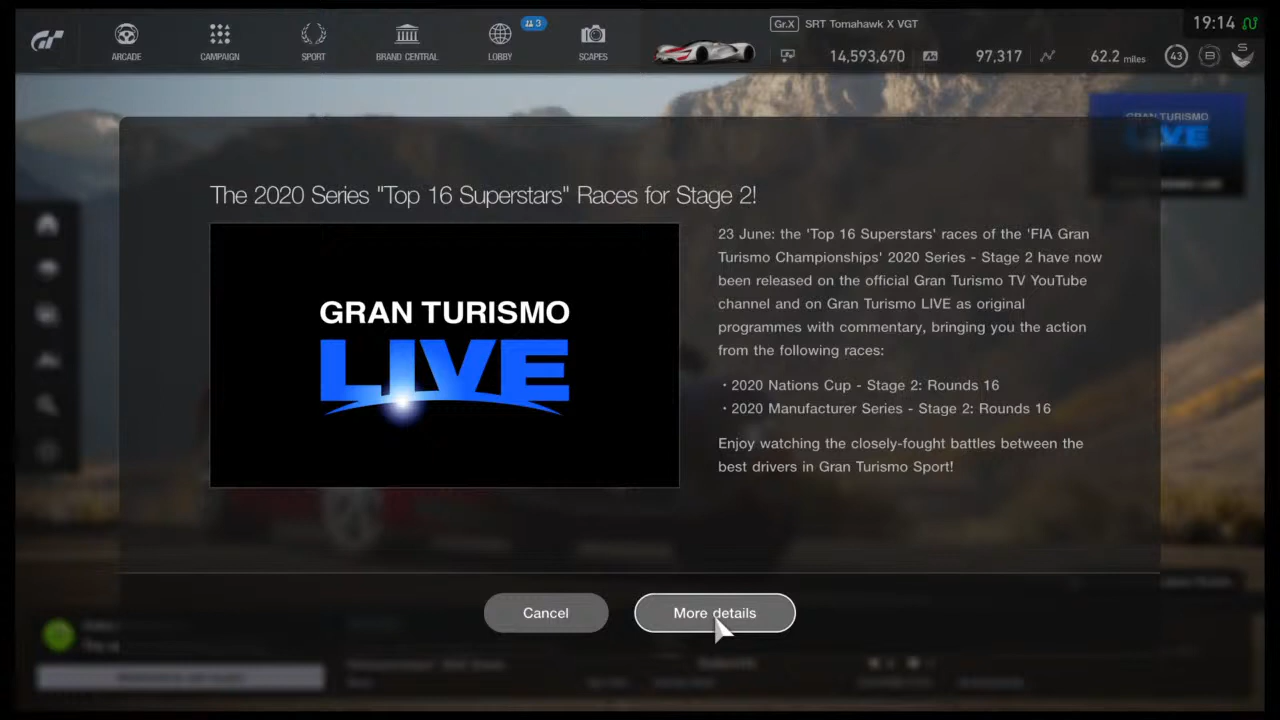 Gr.X SRT Tomahawk X VGT
19:14
3
ARCADE
CAMPAIGN
SPORT
BRAND CENTRAL
LOBBY
SCAPES
14,593,670
97,317
62.2 miles
43
B
S
GRAN TURISMO
LIVE
The 2020 Series "Top 16 Superstars" Races for Stage 2!
GRAN TURISMO
LIVE
23 June: the 'Top 16 Superstars' races of the 'FIA Gran
Turismo Championships' 2020 Series - Stage 2 have now
been released on the official Gran Turismo TV YouTube
channel and on Gran Turismo LIVE as original
programmes with commentary, bringing you the action
from the following races:
・2020 Nations Cup - Stage 2: Rounds 16
・2020 Manufacturer Series - Stage 2: Rounds 16
Enjoy watching the closely-fought battles between the
best drivers in Gran Turismo Sport!
Cancel
More details